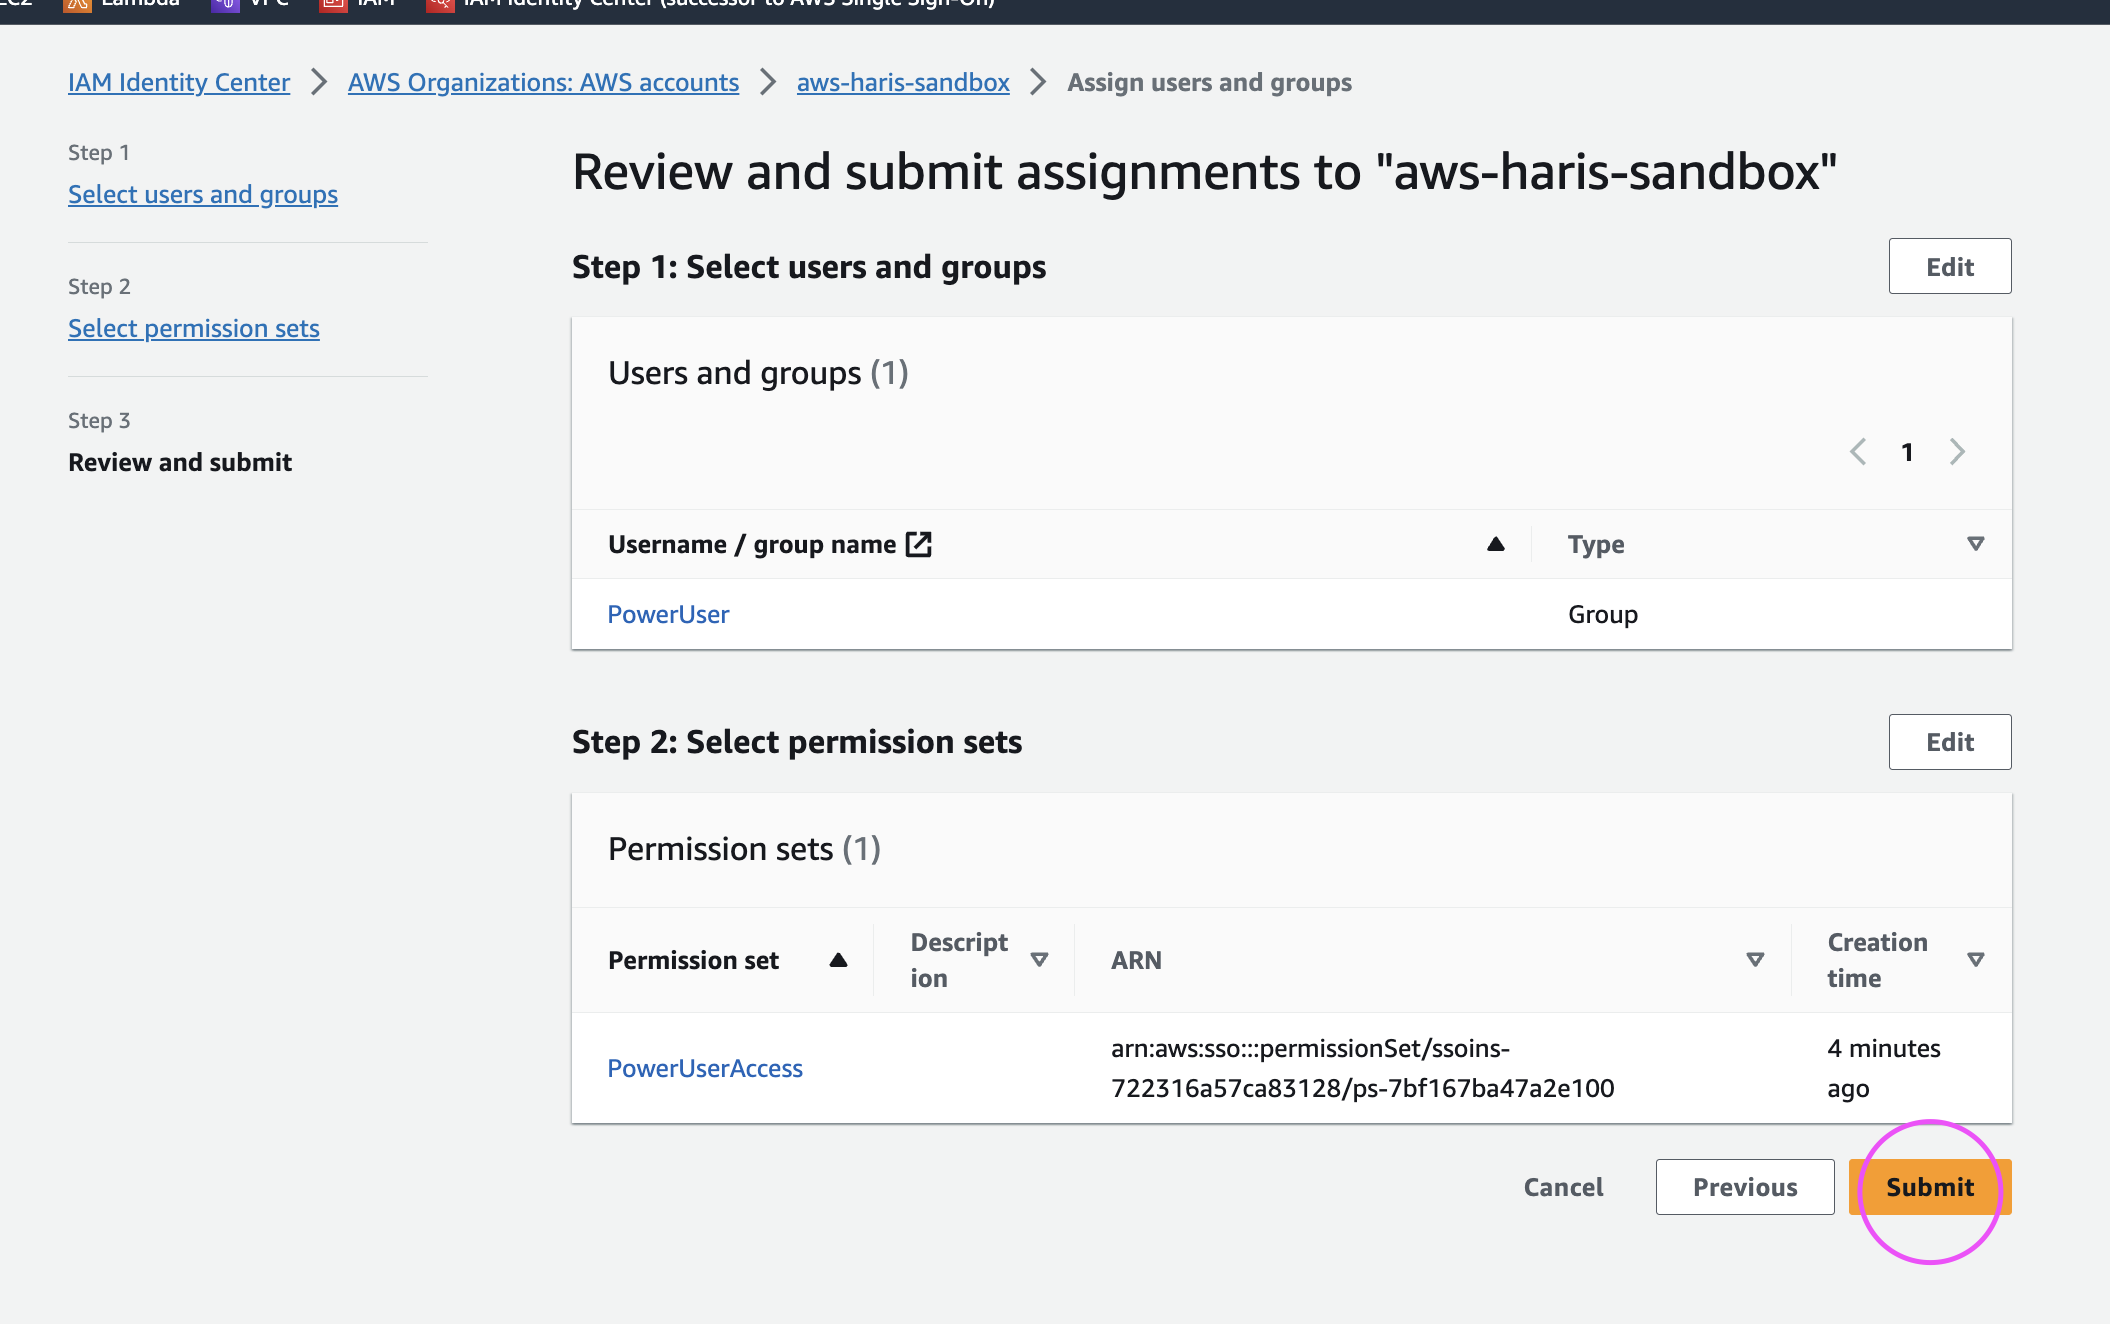 EC2 Lambda VPC IAM IAM Identity Center (successor to AWS Single Sign-On)
IAM Identity Center AWS Organizations: AWS accounts aws-haris-sandbox Assign users and groups
Step 1
Select users and groups
Step 2
Select permission sets
Step 3
Review and submit
Review and submit assignments to "aws-haris-sandbox"
Step 1: Select users and groups
Edit
Users and groups (1)
1
Username / group name Type
PowerUser Group
Step 2: Select permission sets
Edit
Permission sets (1)
Permission set Descript
ion ARN Creation
time
PowerUserAccess arn:aws:sso:::permissionSet/ssoins-
722316a57ca83128/ps-7bf167ba47a2e100 4 minutes
ago
Cancel Previous Submit